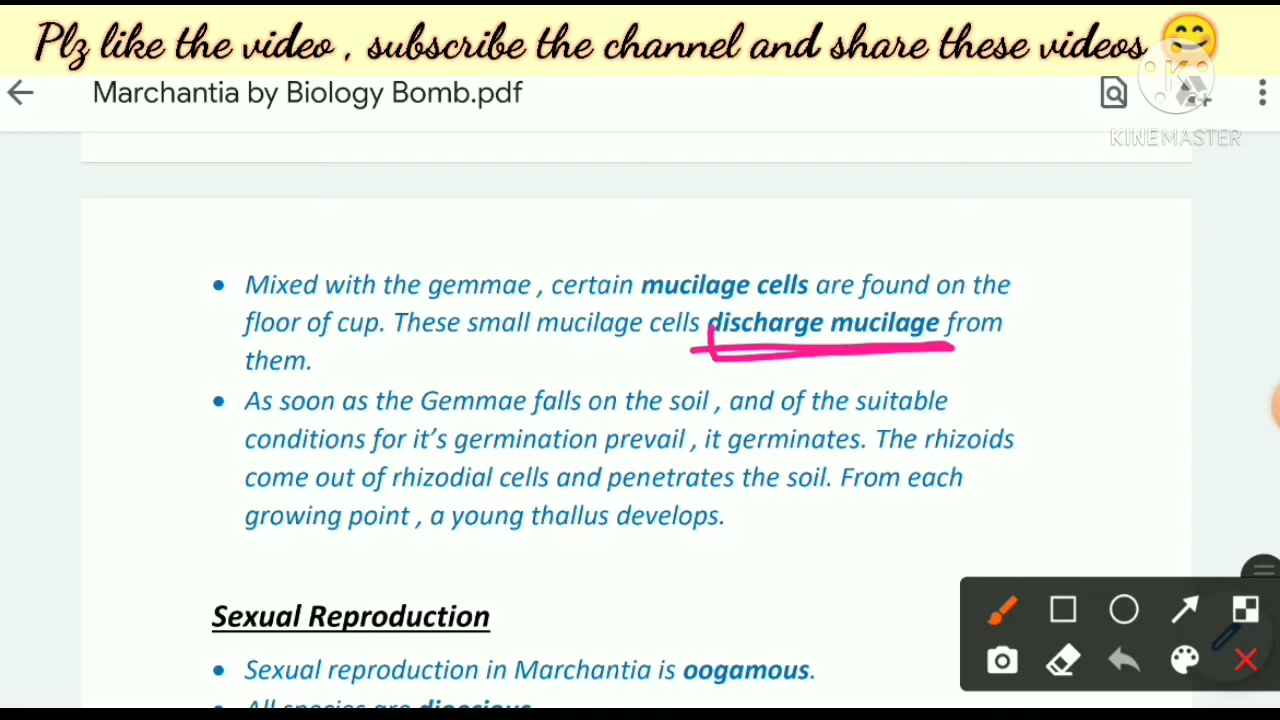 Plz like the video , subscribe the channel and share these videos 😊
Marchantia by Biology Bomb.pdf
KINEMASTER
• Mixed with the gemmae , certain mucilage cells are found on the
floor of cup. These small mucilage cells discharge mucilage from
them.
• As soon as the Gemmae falls on the soil , and of the suitable
conditions for it’s germination prevail , it germinates. The rhizoids
come out of rhizodial cells and penetrates the soil. From each
growing point , a young thallus develops.
Sexual Reproduction
• Sexual reproduction in Marchantia is oogamous.
• All species are dioecious